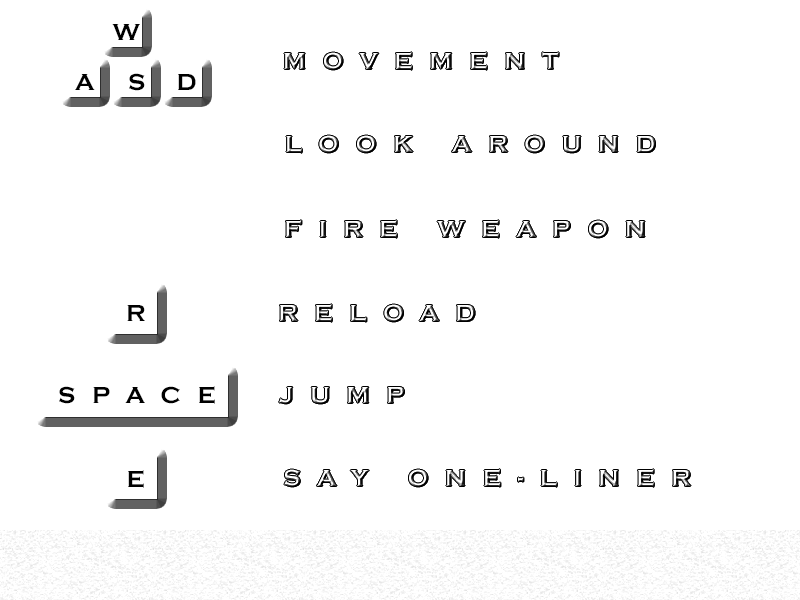 W
A S D MOVEMENT
LOOK AROUND
FIRE WEAPON
R RELOAD
SPACE JUMP
E SAY ONE-LINER